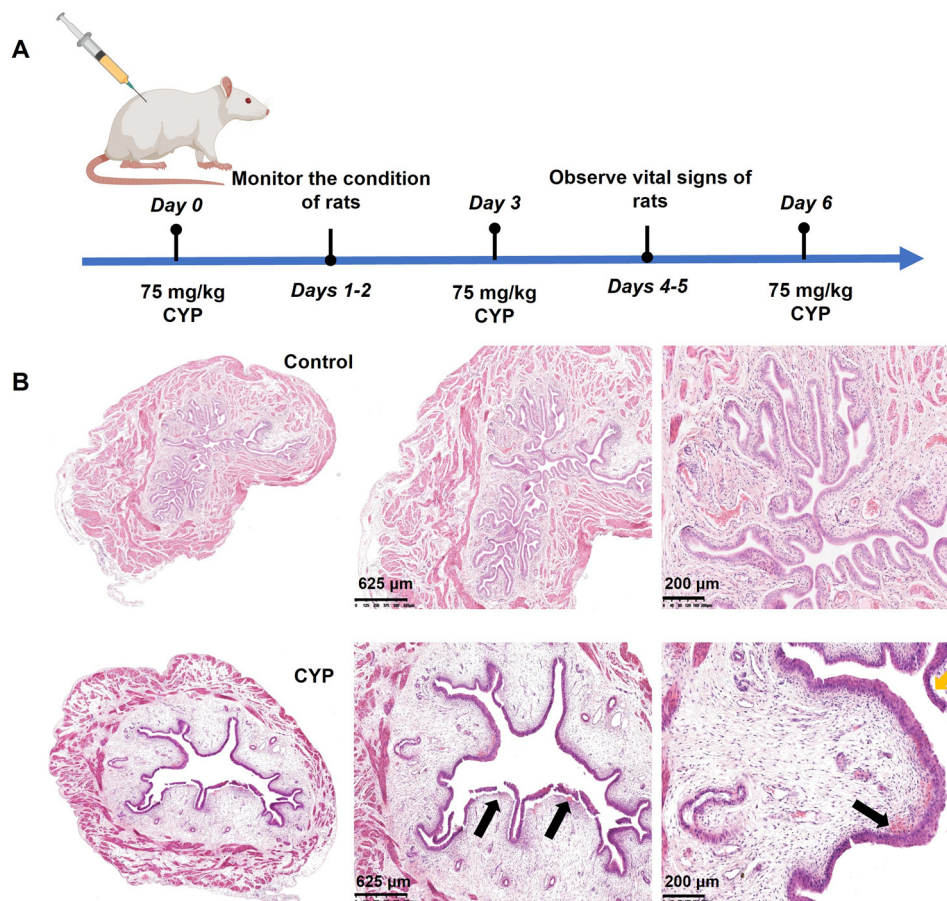 A
Monitor the condition
of rats
Observe vital signs of
rats
Day 0
Day 3
Day 6
75 mg/kg
CYP
Days 1-2
75 mg/kg
CYP
Days 4-5
75 mg/kg
CYP
B
Control
625 μm
200 μm
CYP
625 μm
200 μm